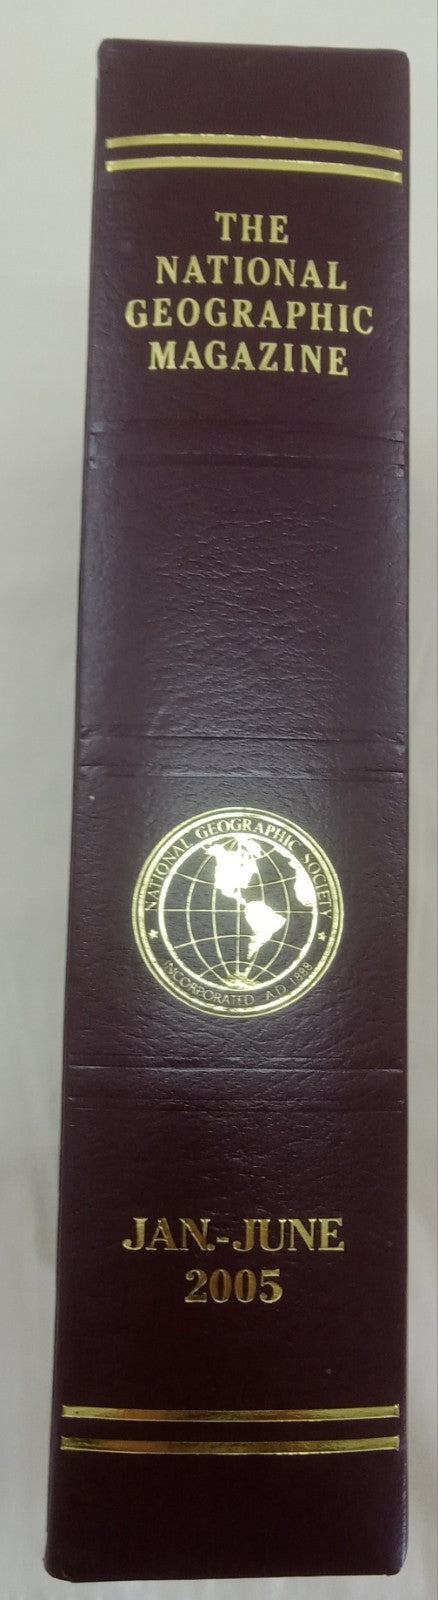 THE
NATIONAL
GEOGRAPHIC
MAGAZINE
NATIONAL GEOGRAPHIC SOCIETY
INCORPORATED A.D. 1888
JAN.-JUNE
2005